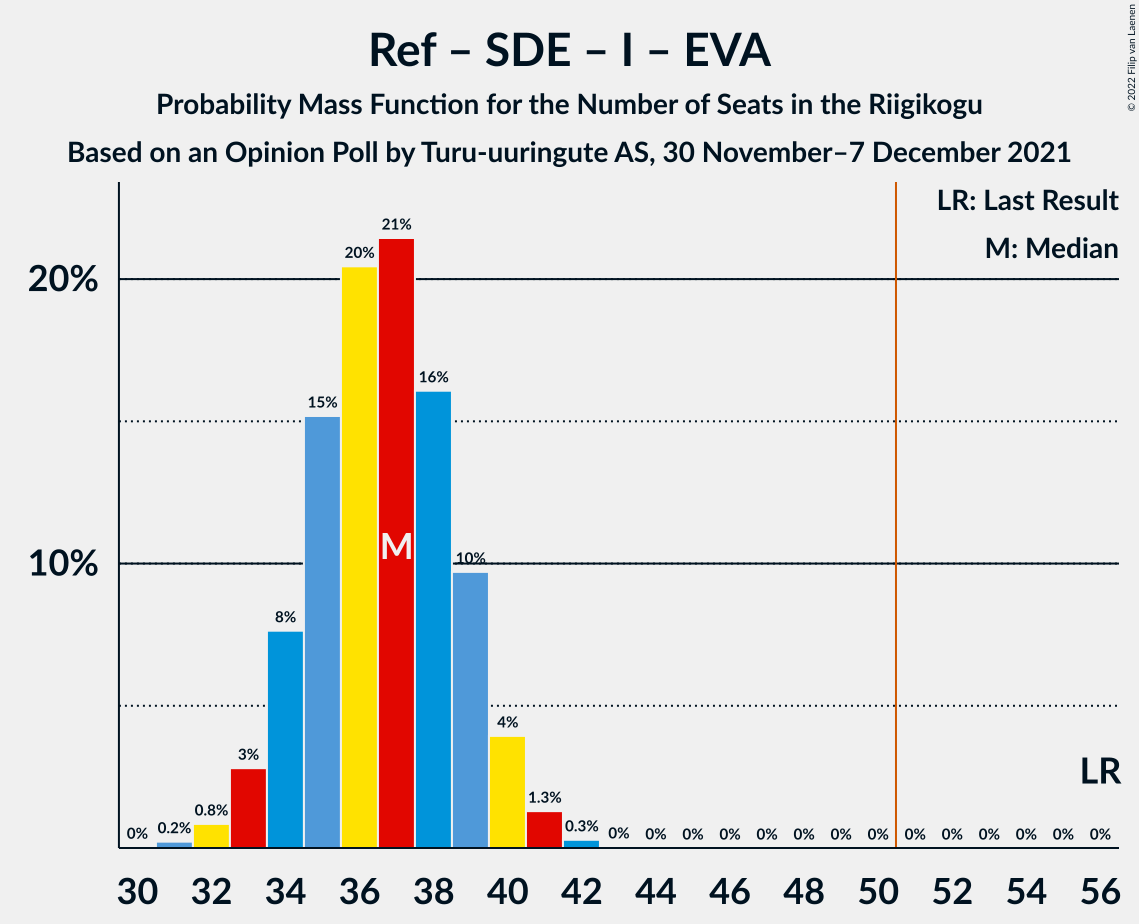 Ref – SDE – I – EVA
Probability Mass Function for the Number of Seats in the Riigikogu
Based on an Opinion Poll by Turu-uuringute AS, 30 November–7 December 2021
© 2022 Filip van Laenen
LR: Last Result
M: Median
20%
10%
0% 0.2% 0.8% 3% 8% 15% 20% 21% 16% 10% 4% 1.3% 0.3% 0% 0% 0% 0% 0% 0% 0% 0% 0% 0% 0% 0% 0% 0%
M
LR
30 32 34 36 38 40 42 44 46 48 50 52 54 56